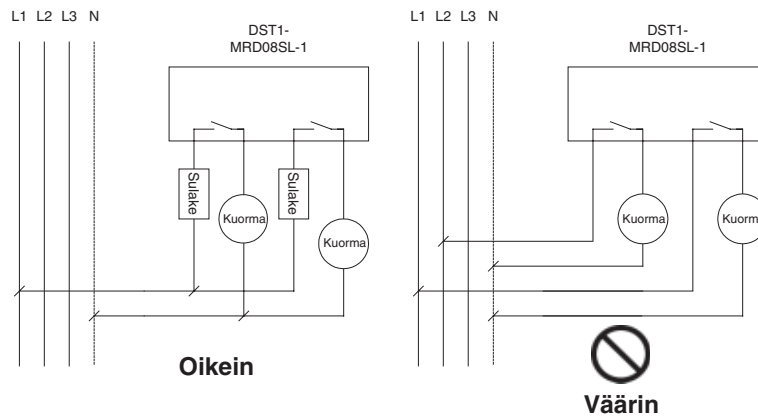 L1 L2 L3 N
DST1-
MRD08SL-1
Sulake
Kuorma
Sulake
Kuorma
Oikein
L1 L2 L3 N
DST1-
MRD08SL-1
Kuorma
Kuorm
Väärin